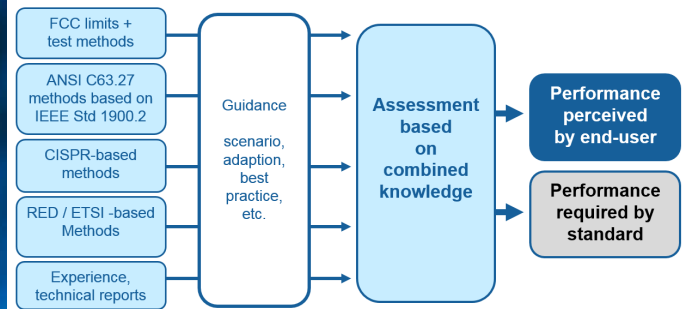 FCC limits +
test methods
ANSI C63.27
methods based on
IEEE Std 1900.2
CISPR-based
methods
RED / ETSI -based
Methods
Experience,
technical reports
Guidance
scenario,
adaption,
best
practice,
etc.
Assessment
based
on
combined
knowledge
Performance
perceived
by end-user
Performance
required by
standard